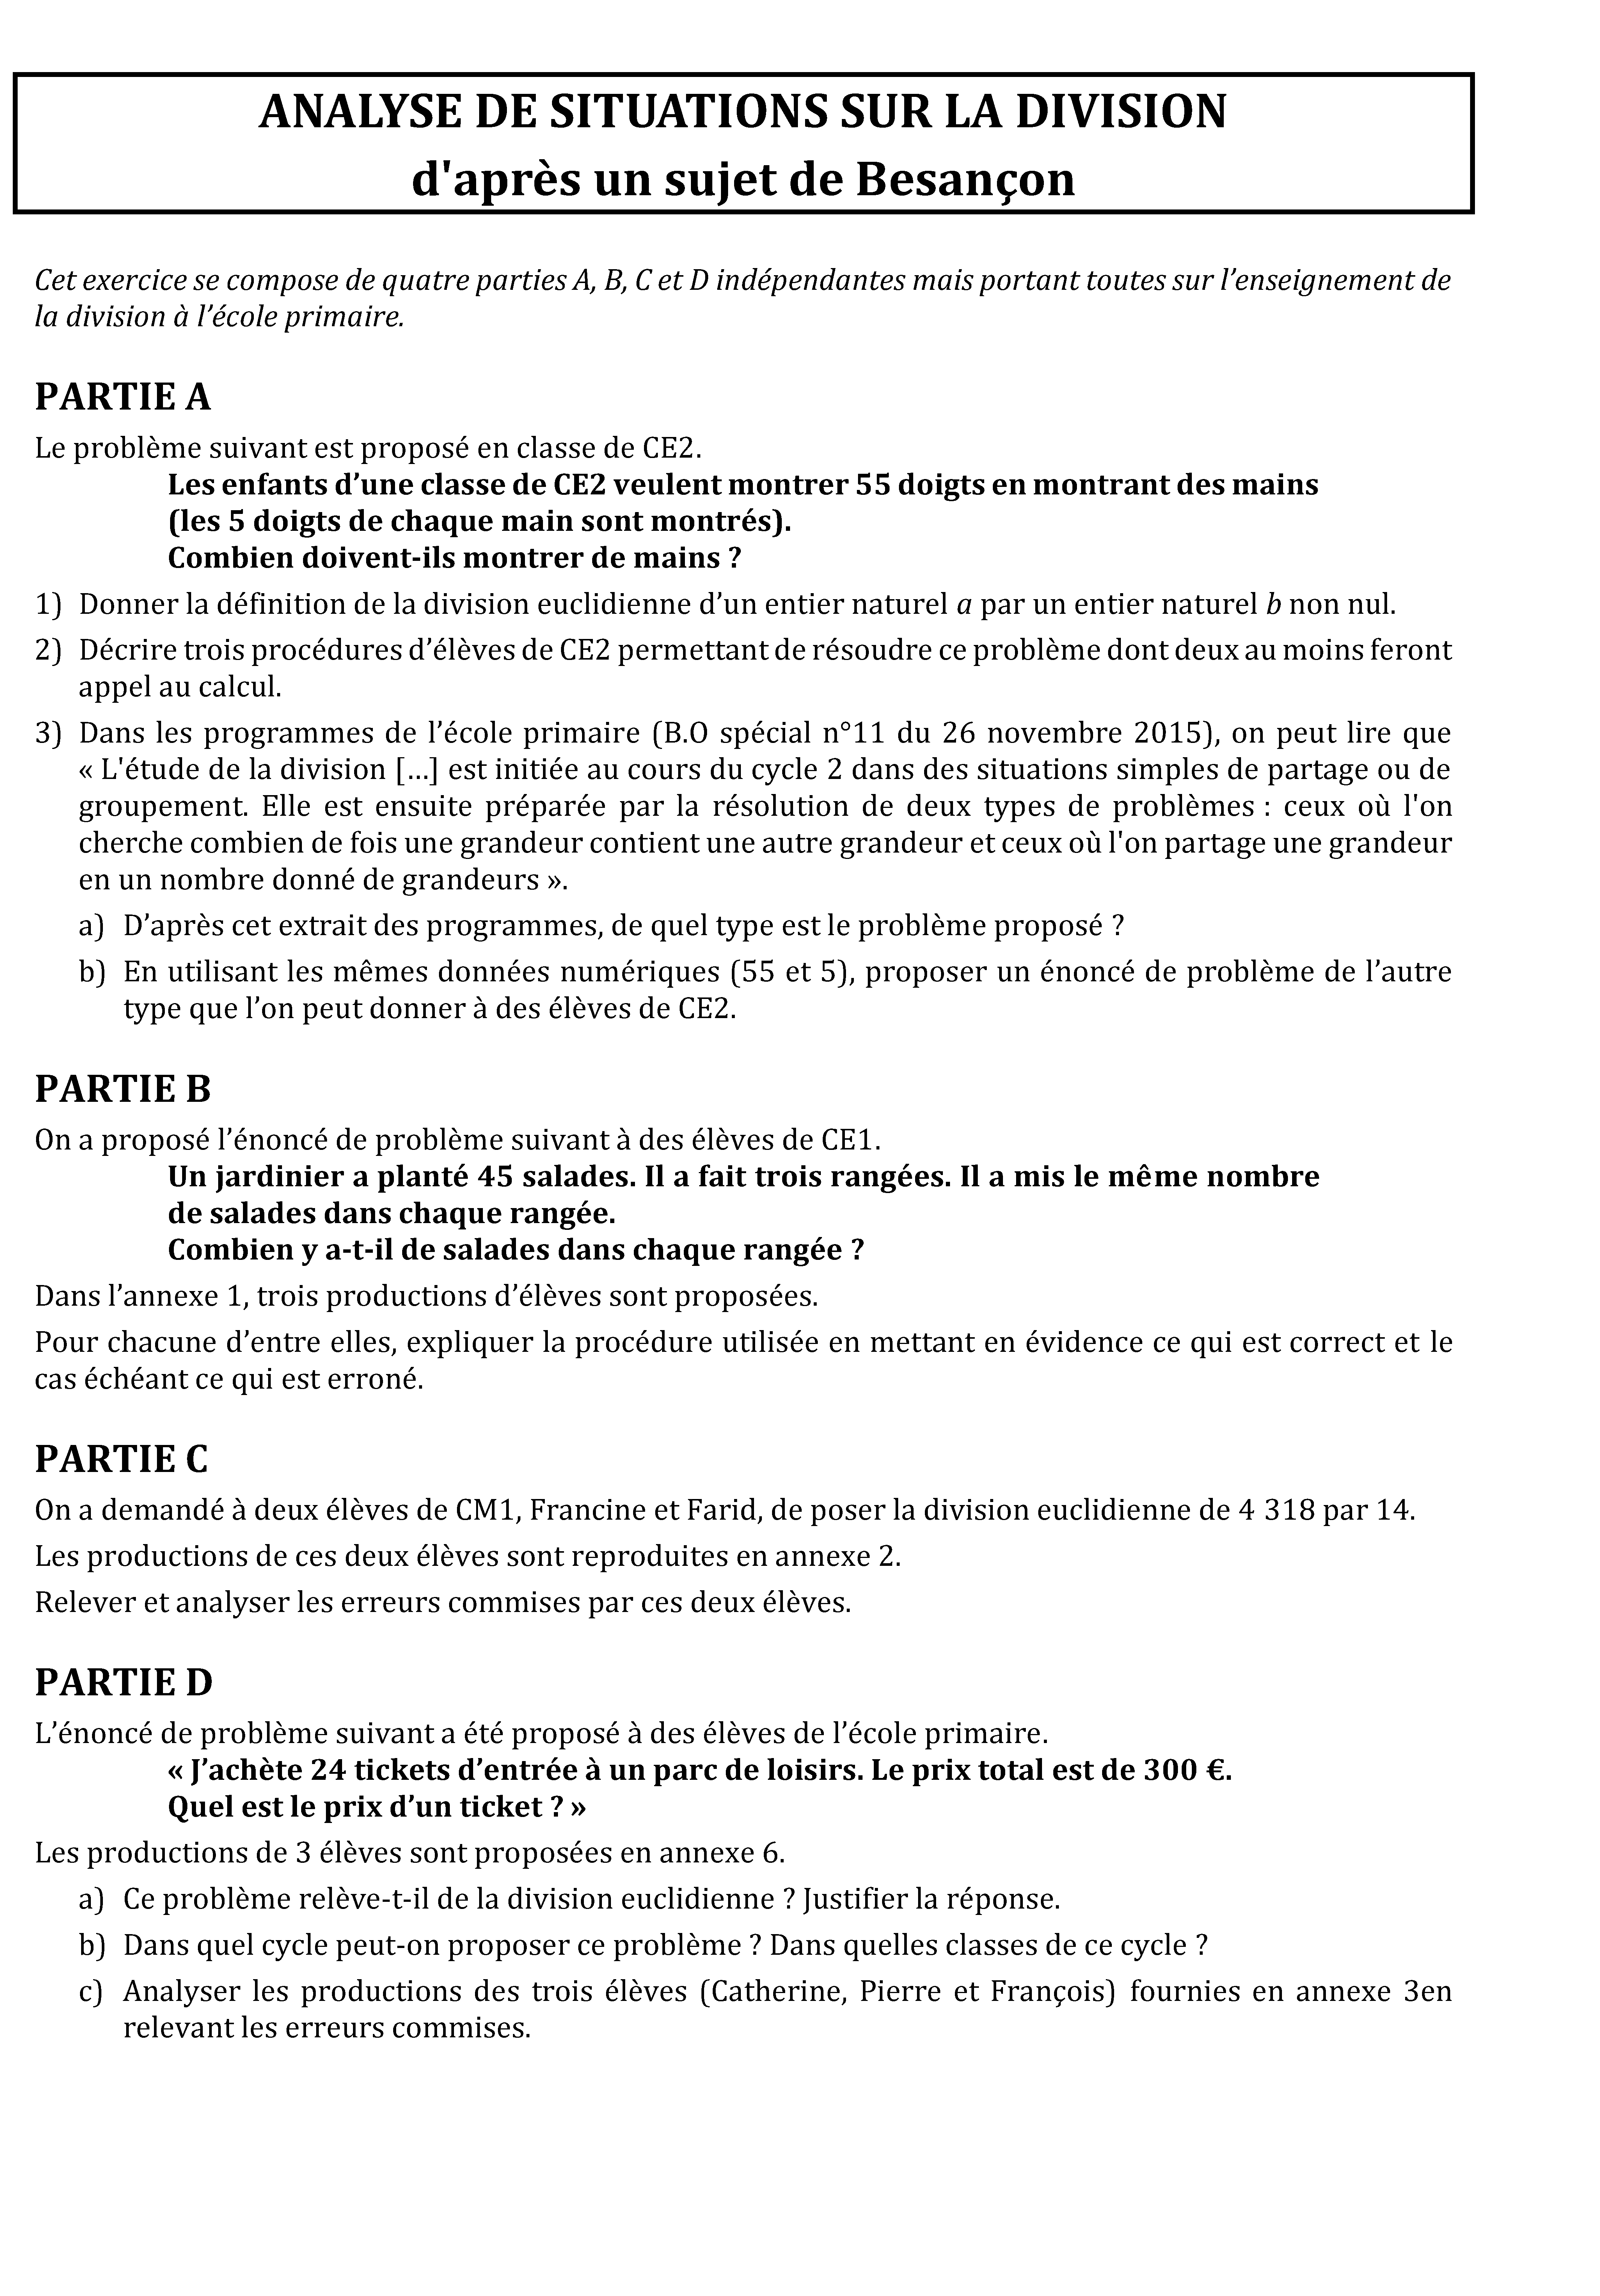 ANALYSE DE SITUATIONS SUR LA DIVISION
d'après un sujet de Besançon
Cet exercice se compose de quatre parties A, B, C et D indépendantes mais portant toutes sur l’enseignement de
la division à l’école primaire.
PARTIE A
Le problème suivant est proposé en classe de CE2.
Les enfants d’une classe de CE2 veulent montrer 55 doigts en montrant des mains
(les 5 doigts de chaque main sont montrés).
Combien doivent-ils montrer de mains ?
1) Donner la définition de la division euclidienne d’un entier naturel a par un entier naturel b non nul.
2) Décrire trois procédures d’élèves de CE2 permettant de résoudre ce problème dont deux au moins feront
appel au calcul.
3) Dans les programmes de l’école primaire (B.O spécial n°11 du 26 novembre 2015), on peut lire que
« L'étude de la division [...] est initiée au cours du cycle 2 dans des situations simples de partage ou de
groupement. Elle est ensuite préparée par la résolution de deux types de problèmes : ceux où l'on
cherche combien de fois une grandeur contient une autre grandeur et ceux où l'on partage une grandeur
en un nombre donné de grandeurs ».
a) D’après cet extrait des programmes, de quel type est le problème proposé ?
b) En utilisant les mêmes données numériques (55 et 5), proposer un énoncé de problème de l’autre
type que l’on peut donner à des élèves de CE2.
PARTIE B
On a proposé l’énoncé de problème suivant à des élèves de CE1.
Un jardinier a planté 45 salades. Il a fait trois rangées. Il a mis le même nombre
de salades dans chaque rangée.
Combien y a-t-il de salades dans chaque rangée ?
Dans l’annexe 1, trois productions d’élèves sont proposées.
Pour chacune d’entre elles, expliquer la procédure utilisée en mettant en évidence ce qui est correct et le
cas échéant ce qui est erroné.
PARTIE C
On a demandé à deux élèves de CM1, Francine et Farid, de poser la division euclidienne de 4 318 par 14.
Les productions de ces deux élèves sont reproduites en annexe 2.
Relever et analyser les erreurs commises par ces deux élèves.
PARTIE D
L’énoncé de problème suivant a été proposé à des élèves de l’école primaire.
« J’achète 24 tickets d’entrée à un parc de loisirs. Le prix total est de 300 €.
Quel est le prix d’un ticket ? »
Les productions de 3 élèves sont proposées en annexe 6.
a) Ce problème relève-t-il de la division euclidienne ? Justifier la réponse.
b) Dans quel cycle peut-on proposer ce problème ? Dans quelles classes de ce cycle ?
c) Analyser les productions des trois élèves (Catherine, Pierre et François) fournies en annexe 3en
relevant les erreurs commises.